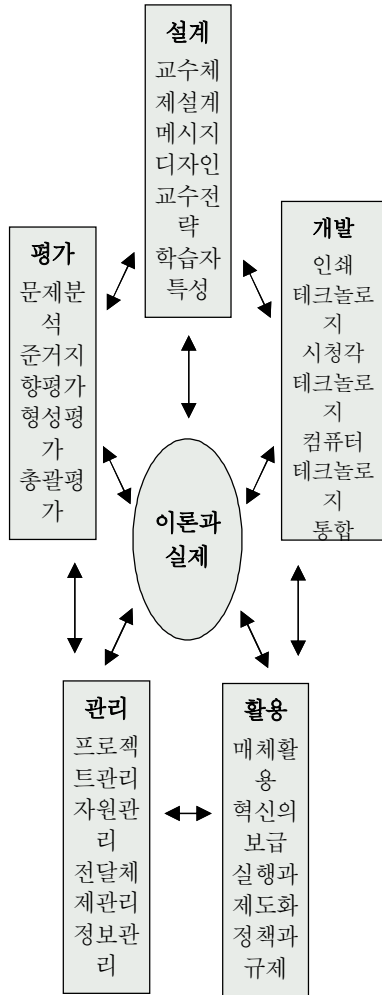 설계
교수체
제설계
메시지
디자인
교수전
략
학습자
특성
평가
문제분
석
준거지
향평가
형성평
가
총괄평
가
개발
인쇄
테크놀로
지
시청각
테크놀로
지
컴퓨터
테크놀로
지
통합
이론과
실제
관리
프로젝
트관리
자원관
리
전달체
제관리
정보관
리
활용
매체활
용
혁신의
보급
실행과
제도화
정책과
규제